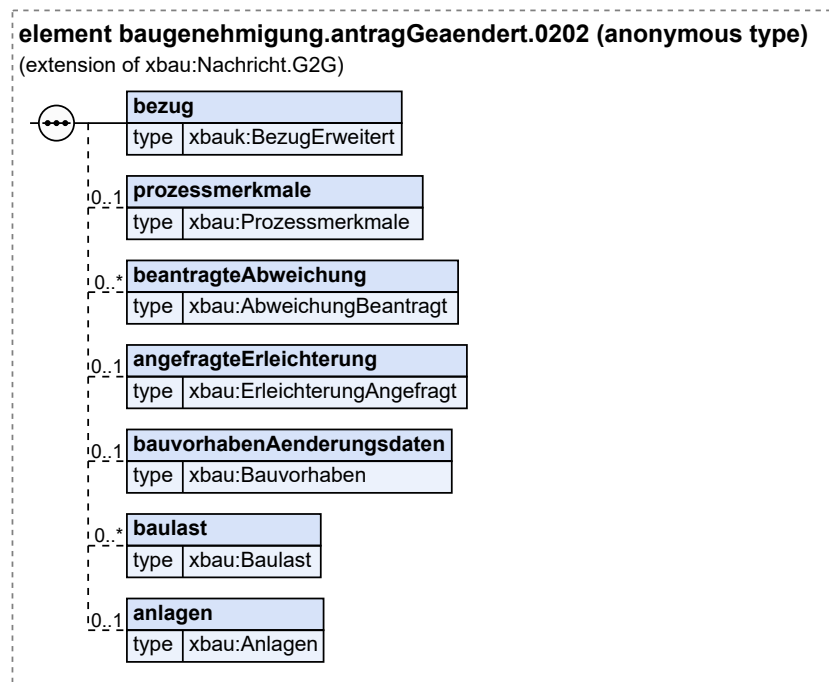 element baugenehmigung.antragGeaendert.0202 (anonymous type)
(extension of xbau:Nachricht.G2G)
bezug
type xbauk:BezugErweitert
0..1 prozessmerkmale
type xbau:Prozessmerkmale
0..* beantragteAbweichung
type xbau:AbweichungBeantragt
0..1 angefragteErleichterung
type xbau:ErleichterungAngefragt
0..1 bauvorhabenAenderungsdaten
type xbau:Bauvorhaben
0..* baulast
type xbau:Baulast
0..1 anlagen
type xbau:Anlagen